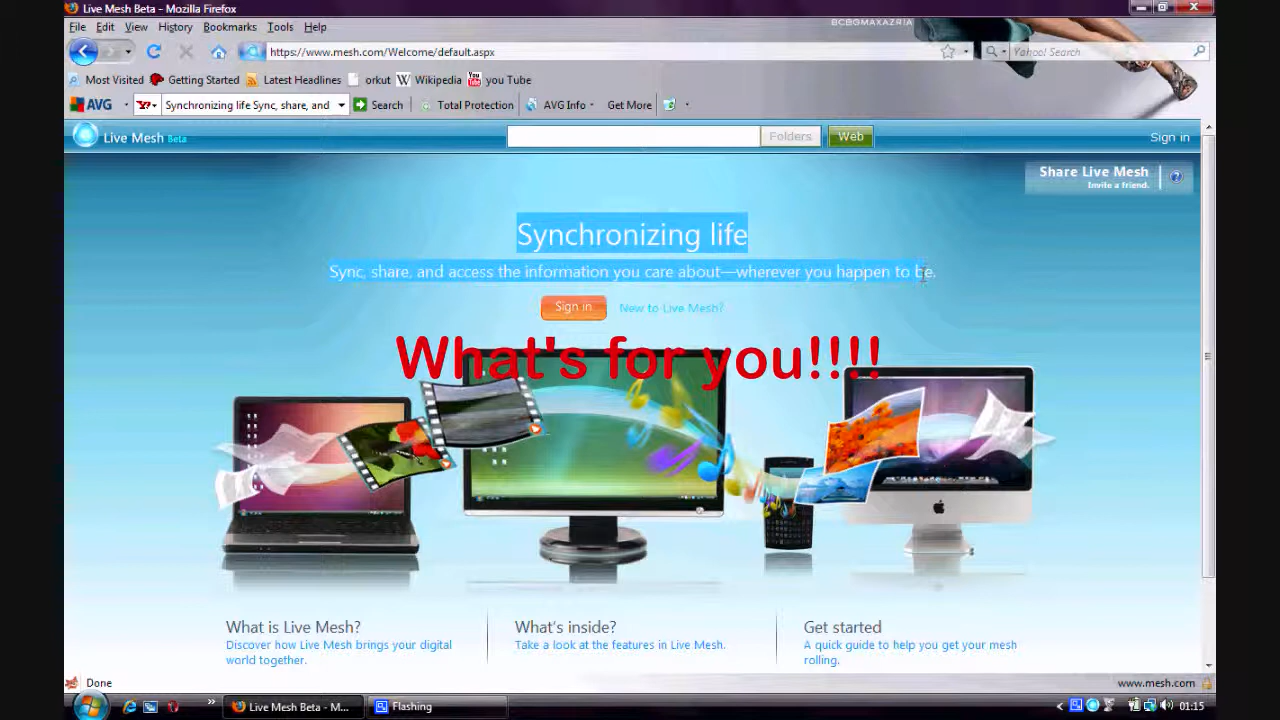 Live Mesh Beta - Mozilla Firefox
BCBGMAXAZRIA
File Edit View History Bookmarks Tools Help
https://www.mesh.com/Welcome/default.aspx
Yahoo! Search
Most Visited Getting Started Latest Headlines orkut Wikipedia you Tube
AVG Synchronizing life Sync, share, and Search Total Protection AVG Info Get More
Live Mesh Beta Folders Web Sign in
Share Live Mesh
Invite a friend.
Synchronizing life
Sync, share, and access the information you care about—wherever you happen to be.
Sign in New to Live Mesh?
What's for you!!!!
What is Live Mesh?
Discover how Live Mesh brings your digital
world together.
What's inside?
Take a look at the features in Live Mesh.
Get started
A quick guide to help you get your mesh
rolling.
Done www.mesh.com
Live Mesh Beta - M... Flashing 01:15